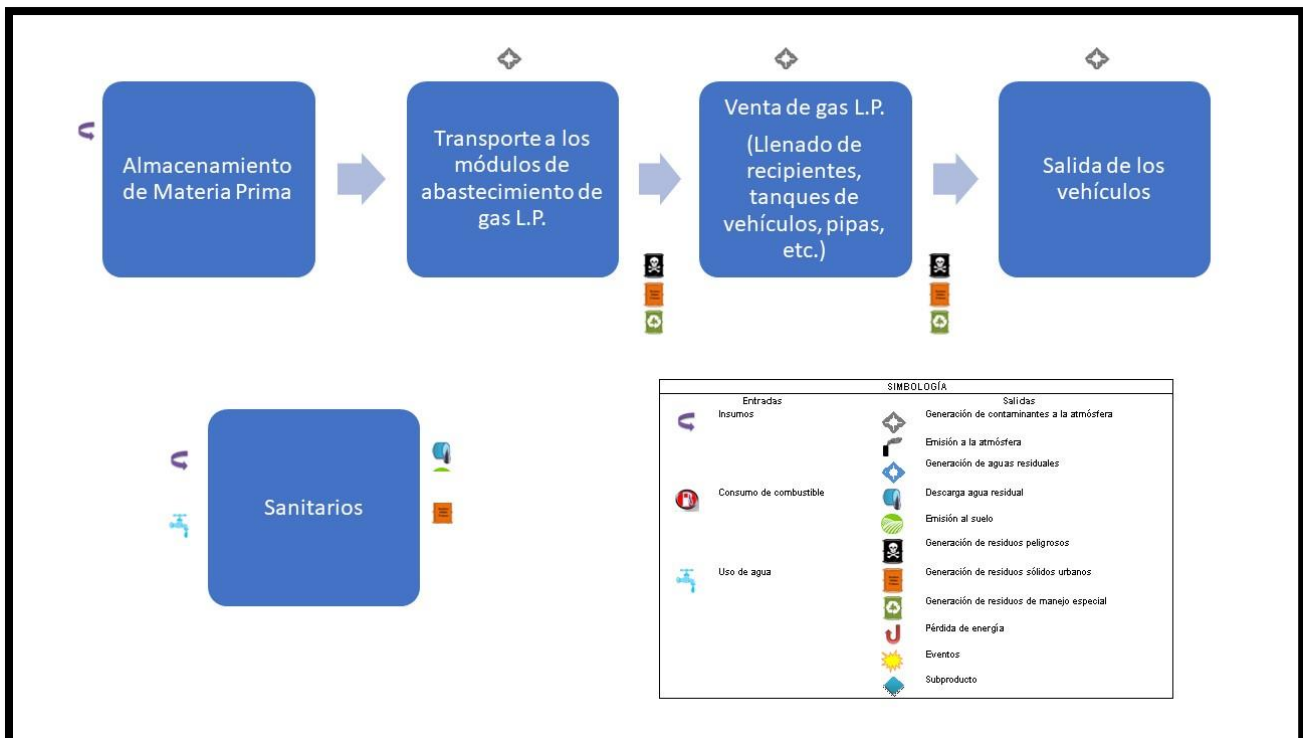 Almacenamiento
de Materia Prima
Transporte a los
módulos de
abastecimiento de
gas L.P.
Venta de gas L.P.
(Llenado de
recipientes,
tanques de
vehículos, pipas,
etc.)
Salida de los
vehículos
Sanitarios
SIMBOLOGÍA
Entradas
Salidas
Insumos
Generación de contaminantes a la atmósfera
Emisión a la atmósfera
Generación de aguas residuales
Consumo de combustible
Descarga agua residual
Emisión al suelo
Generación de residuos peligrosos
Uso de agua
Generación de residuos sólidos urbanos
Generación de residuos de manejo especial
Pérdida de energía
Eventos
Subproducto